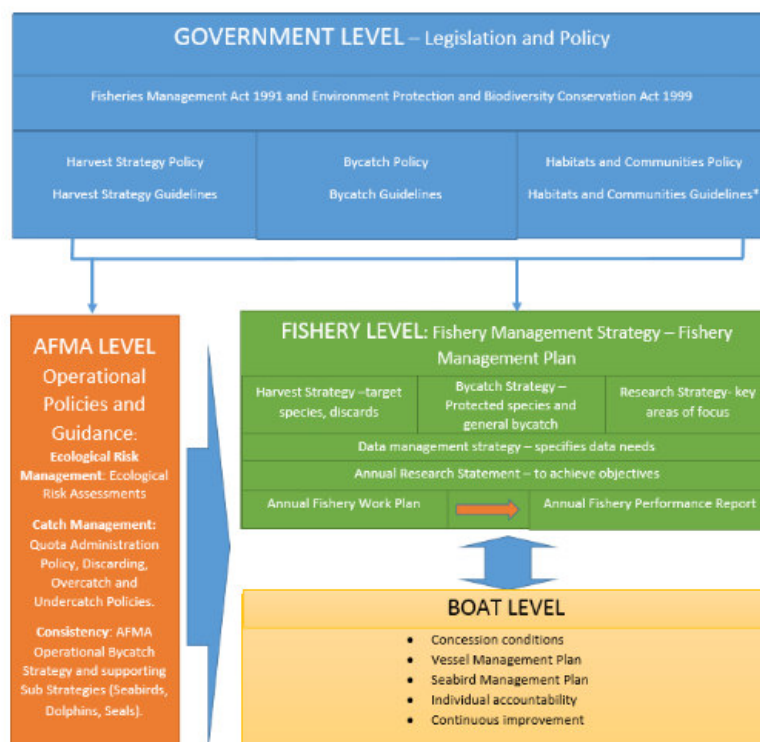 GOVERNMENT LEVEL – Legislation and Policy
Fisheries Management Act 1991 and Environment Protection and Biodiversity Conservation Act 1999
Harvest Strategy Policy
Harvest Strategy Guidelines
Bycatch Policy
Bycatch Guidelines
Habitats and Communities Policy
Habitats and Communities Guidelines*
AFMA LEVEL
Operational
Policies and
Guidance:
Ecological Risk
Management: Ecological
Risk Assessments
Catch Management:
Quota Administration
Policy, Discarding,
Overcatch and
Undercatch Policies.
Consistency: AFMA
Operational Bycatch
Strategy and supporting
Sub Strategies (Seabirds,
Dolphins, Seals).
FISHERY LEVEL: Fishery Management Strategy – Fishery
Management Plan
Harvest Strategy –target
species, discards
Bycatch Strategy –
Protected species and
general bycatch
Research Strategy- key
areas of focus
Data management strategy – specifies data needs
Annual Research Statement – to achieve objectives
Annual Fishery Work Plan
Annual Fishery Performance Report
BOAT LEVEL
• Concession conditions
• Vessel Management Plan
• Seabird Management Plan
• Individual accountability
• Continuous improvement